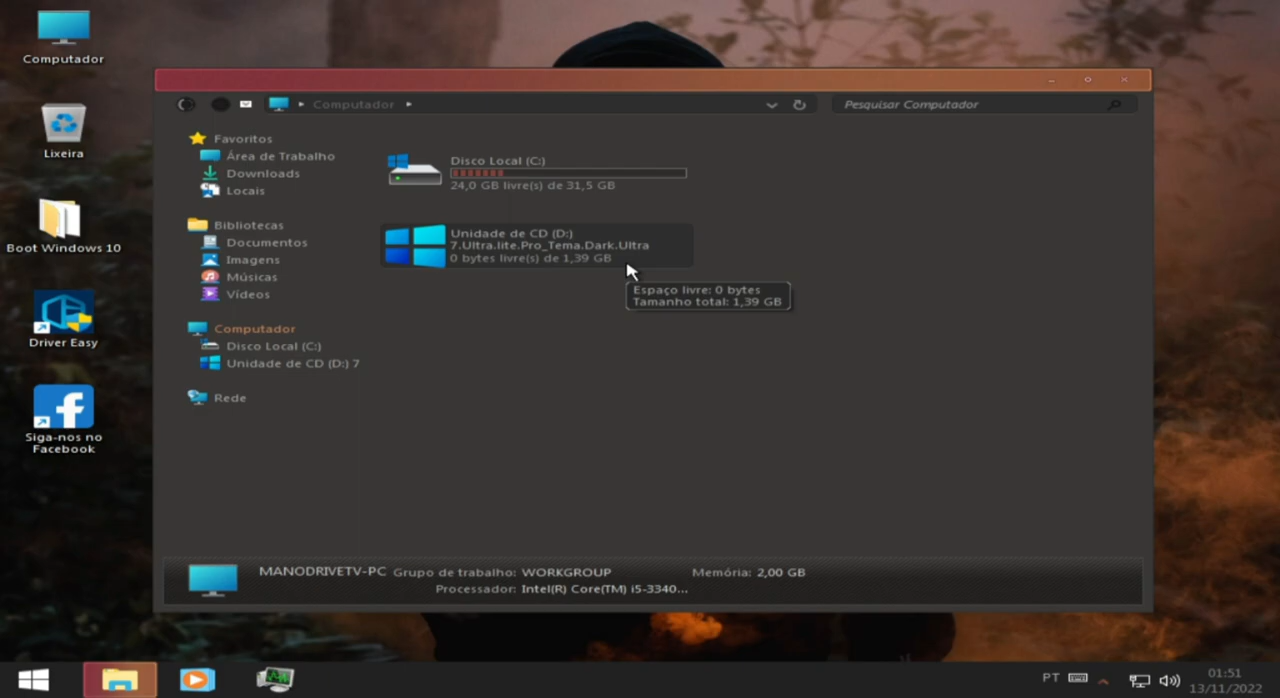 Computador
Lixeira
Boot Windows 10
Driver Easy
Siga-nos no
Facebook
Computador
Pesquisar Computador
Favoritos
Área de Trabalho
Downloads
Locais
Bibliotecas
Documentos
Imagens
Músicas
Vídeos
Computador
Disco Local (C:)
Unidade de CD (D:) 7
Rede
Disco Local (C:)
24,0 GB livre(s) de 31,5 GB
Unidade de CD (D:)
7.Ultra.lite.Pro_Tema.Dark.Ultra
0 bytes livre(s) de 1,39 GB
Espaço livre: 0 bytes
Tamanho total: 1,39 GB
MANODRIVETV-PC Grupo de trabalho: WORKGROUP Memória: 2,00 GB
Processador: Intel(R) Core(TM) i5-3340...
PT
01:51
13/11/2022